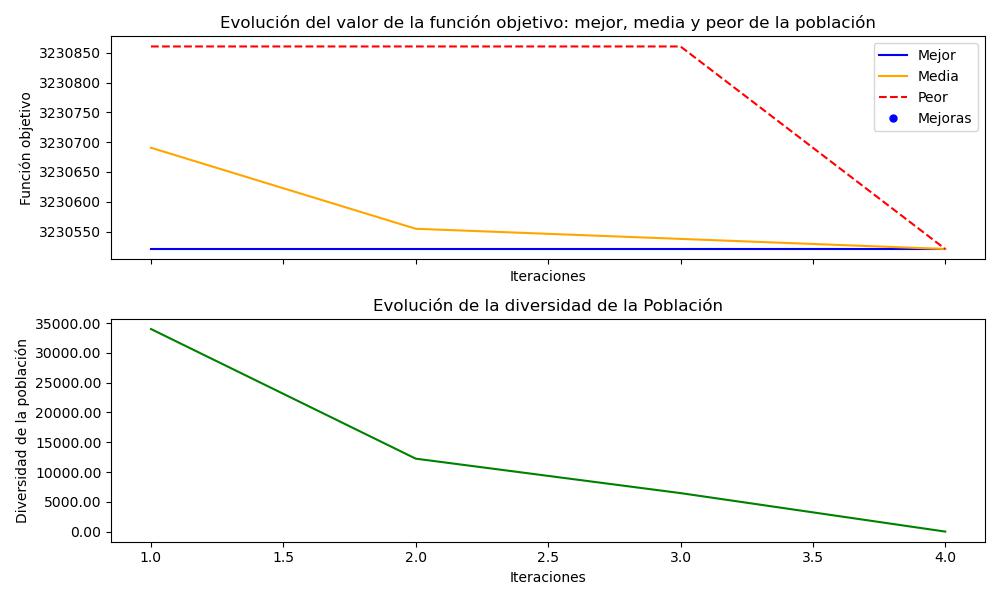 Evolución del valor de la función objetivo: mejor, media y peor de la población
Función objetivo
3230850
3230800
3230750
3230700
3230650
3230600
3230550
Mejor
Media
Peor
Mejoras
Iteraciones
Evolución de la diversidad de la Población
Diversidad de la población
35000.00
30000.00
25000.00
20000.00
15000.00
10000.00
5000.00
0.00
1.0 1.5 2.0 2.5 3.0 3.5 4.0
Iteraciones